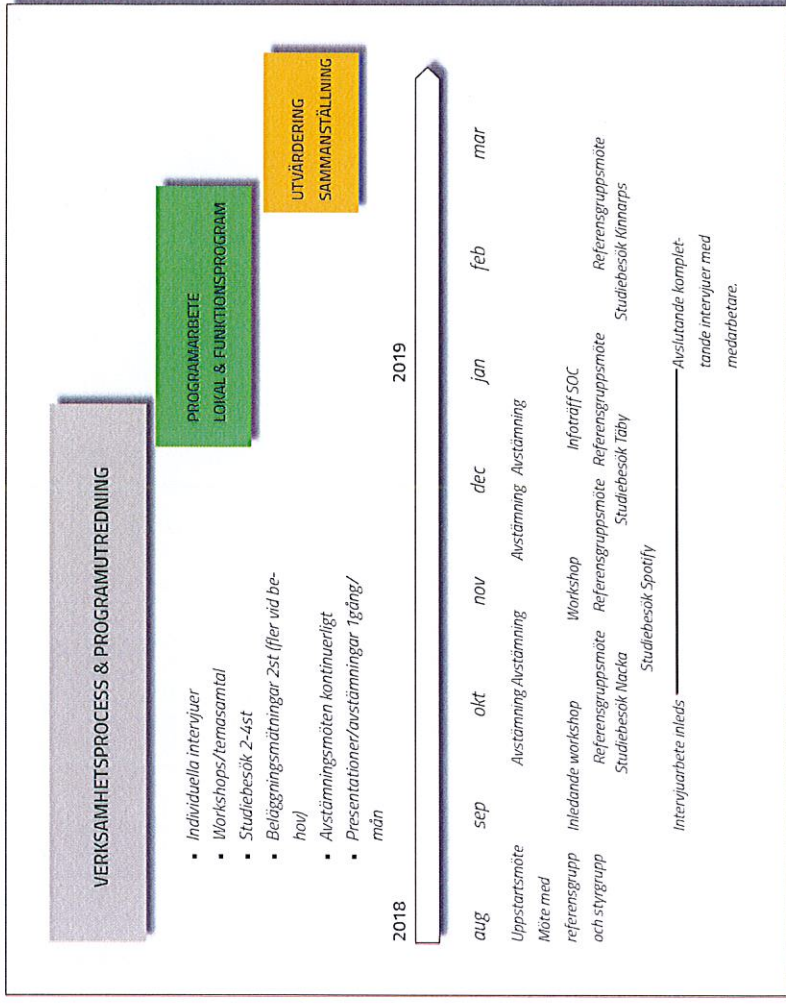 VERKSAMHETSPROCESS & PROGRAMUTREDNING
PROGRAMARBETE
LOKAL & FUNKTIONSPROGRAM
UTVÄRDERING
SAMMANSTÄLLNING
▪ Individuella intervjuer
▪ Workshops/temasamtal
▪ Studiebesök 2-4st
▪ Beläggningsmätningar 2st (fler vid be-
hov)
▪ Avstämningsmöten kontinuerligt
▪ Presentationer/avstämningar 1gång/
mån
2018 2019
aug sep okt nov dec jan feb mar
Uppstartsmöte
Möte med
referensgrupp
och styrgrupp
Avstämning Avstämning Avstämning Avstämning
Inledande workshop Workshop Infoträff SOC
Referensgruppsmöte Referensgruppsmöte Referensgruppsmöte Referensgruppsmöte
Studiebesök Nacka Studiebesök Täby Studiebesök Kinnarps
Studiebesök Spotify
Intervjuarbete inleds Avslutande komplet-
tande intervjuer med
medarbetare.